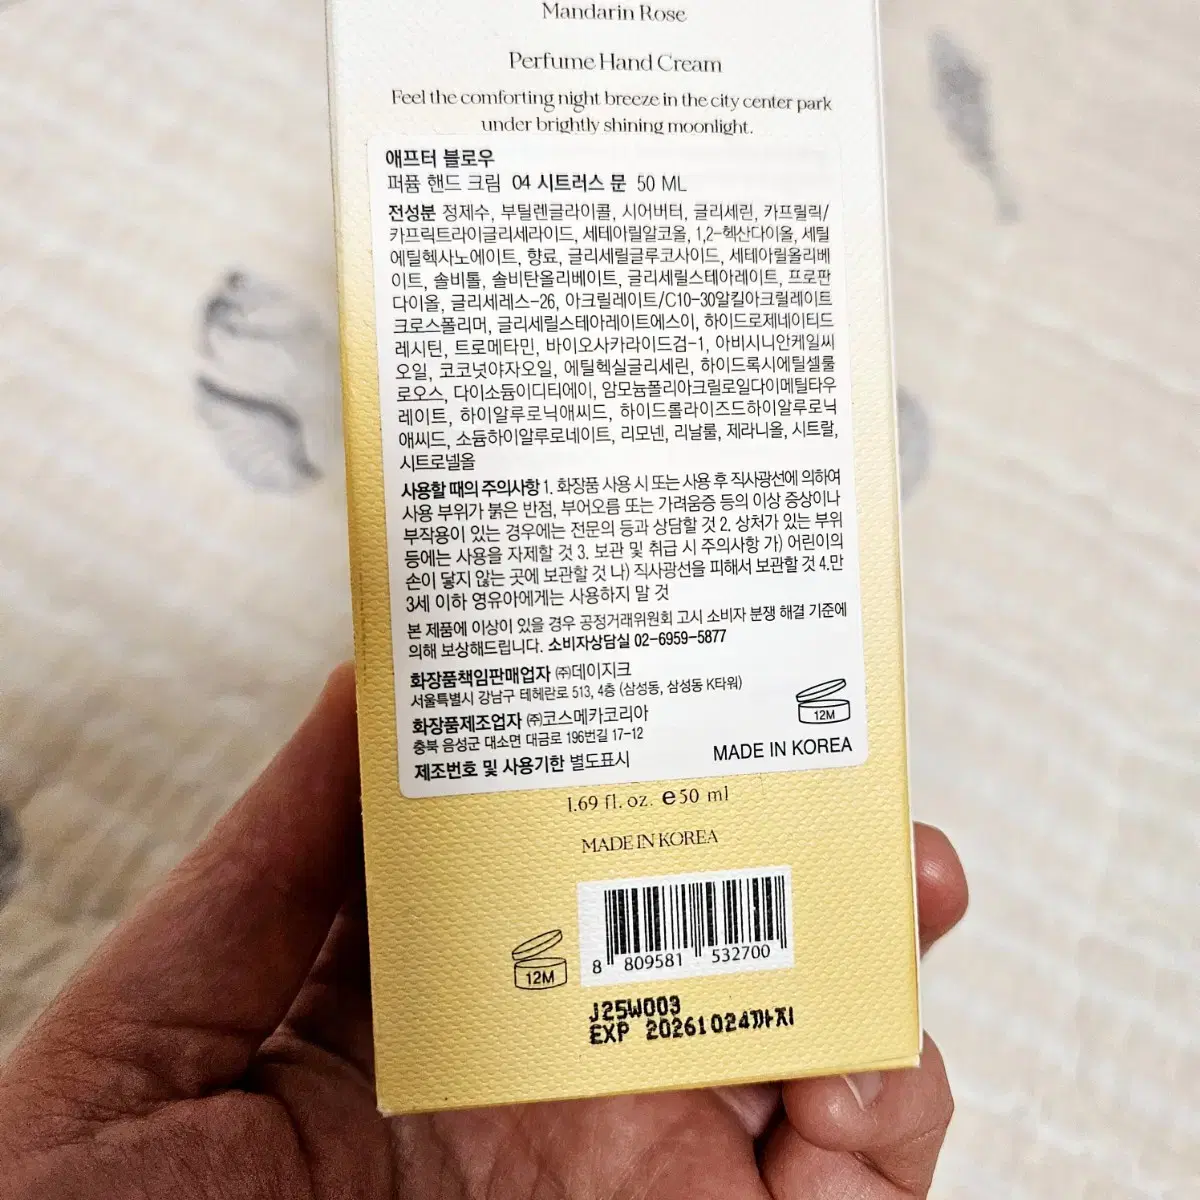 Mandarin Rose
Perfume Hand Cream
Feel the comforting night breeze in the city center park
under brightly shining moonlight.
애프터 블로우
퍼퓸 핸드 크림 04 시트러스 문 50 ML
전성분 정제수, 부틸렌글라이콜, 시어버터, 글리세린, 카프릴릭/
카프릭트라이글리세라이드, 세테아릴알코올, 1,2-헥산다이올, 세틸
에틸헥사노에이트, 향료, 글리세릴글루코사이드, 세테아릴올리베
이트, 솔비톨, 솔비탄올리베이트, 글리세릴스테아레이트, 프로판
다이올, 글리세레스-26, 아크릴레이트/C10-30알킬아크릴레이트
크로스폴리머, 글리세릴스테아레이트에스이, 하이드로제네이티드
레시틴, 트로메타민, 바이오사카라이드검-1, 아비시니안케일씨
오일, 코코넛야자오일, 에틸헥실글리세린, 하이드록시에틸셀룰
로오스, 다이소듐이디티에이, 암모늄폴리아크릴로일다이메틸타우
레이트, 하이알루로닉애씨드, 하이드롤라이즈드하이알루로닉
애씨드, 소듐하이알루로네이트, 리모넨, 리날룰, 제라니올, 시트랄,
시트로넬올
사용할 때의 주의사항 1. 화장품 사용 시 또는 사용 후 직사광선에 의하여
사용 부위가 붉은 반점, 부어오름 또는 가려움증 등의 이상 증상이나
부작용이 있는 경우에는 전문의 등과 상담할 것 2. 상처가 있는 부위
등에는 사용을 자제할 것 3. 보관 및 취급 시 주의사항 가) 어린이의
손이 닿지 않는 곳에 보관할 것 나) 직사광선을 피해서 보관할 것 4.만
3세 이하 영유아에게는 사용하지 말 것
본 제품에 이상이 있을 경우 공정거래위원회 고시 소비자 분쟁 해결 기준에
의해 보상해드립니다. 소비자상담실 02-6959-5877
화장품책임판매업자 ㈜데이지크
서울특별시 강남구 테헤란로 513, 4층 (삼성동, 삼성동 K타워)
화장품제조업자 ㈜코스메카코리아
충북 음성군 대소면 대금로 196번길 17-12
제조번호 및 사용기한 별도표시
12M
MADE IN KOREA
1.69 fl. oz. ℮50 ml
MADE IN KOREA
12M
8 809581 532700
J25W003
EXP 20261024까지